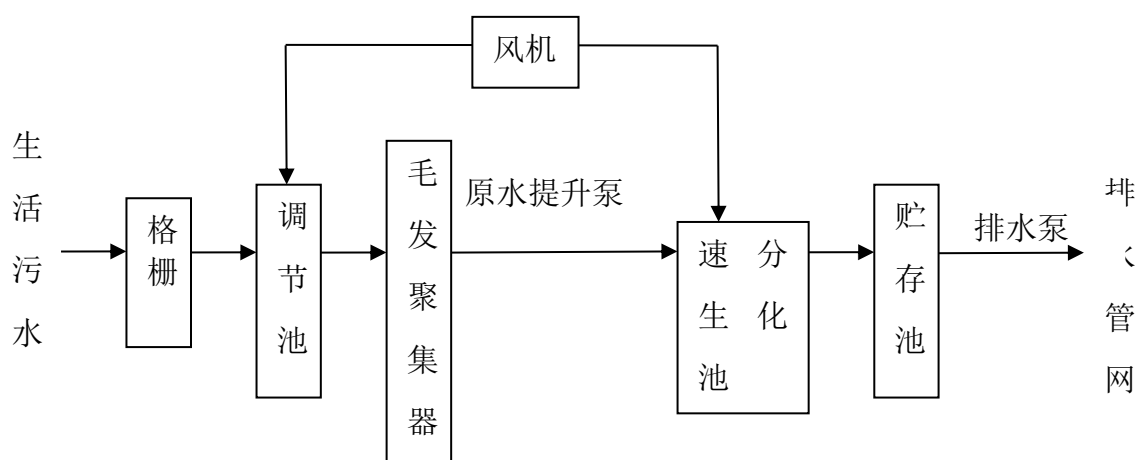 风机
生活污水
格栅
调节池
毛发聚集器
原水提升泵
速 分
生 化
池
贮存池
排水泵
排
管网